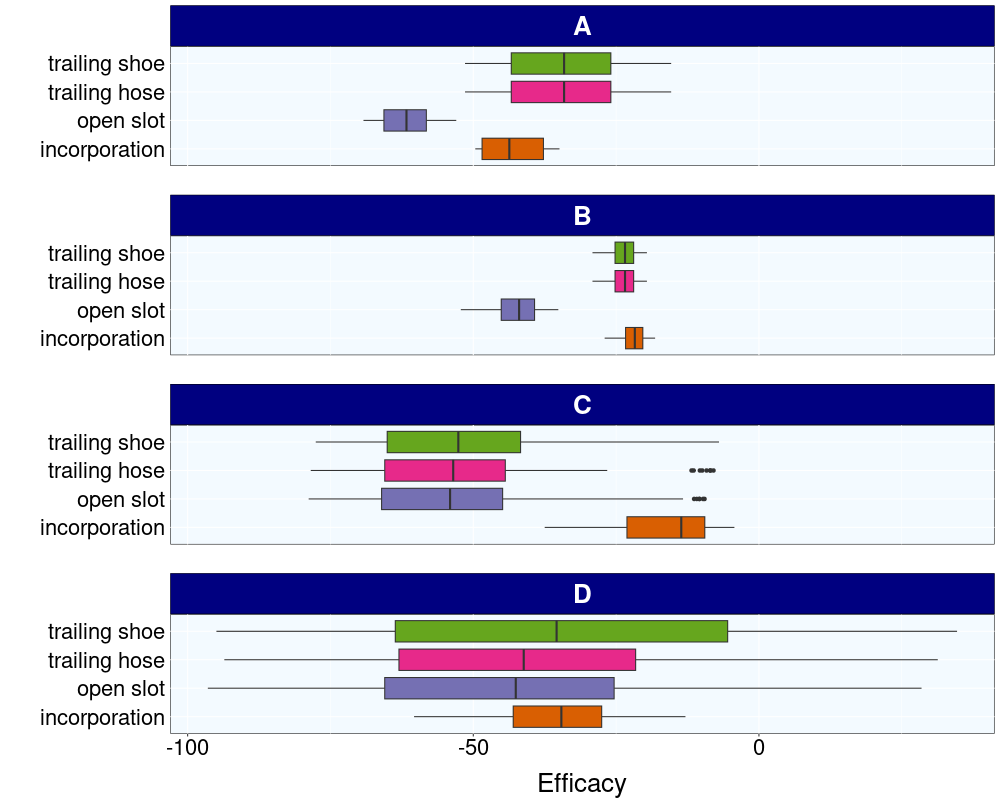 A
trailing shoe
trailing hose
open slot
incorporation
B
trailing shoe
trailing hose
open slot
incorporation
C
trailing shoe
trailing hose
open slot
incorporation
D
trailing shoe
trailing hose
open slot
incorporation
-100 -50 0
Efficacy